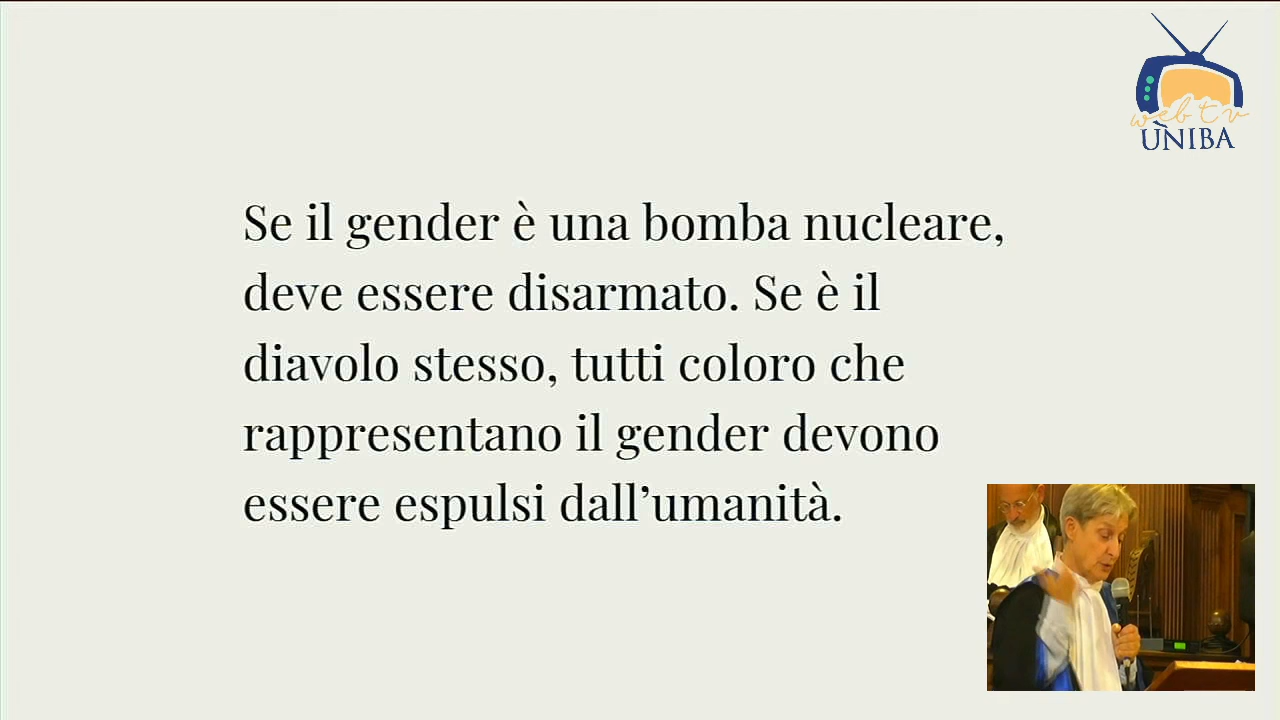 web tv
UNIBA
Se il gender è una bomba nucleare,
deve essere disarmato. Se è il
diavolo stesso, tutti coloro che
rappresentano il gender devono
essere espulsi dall’umanità.